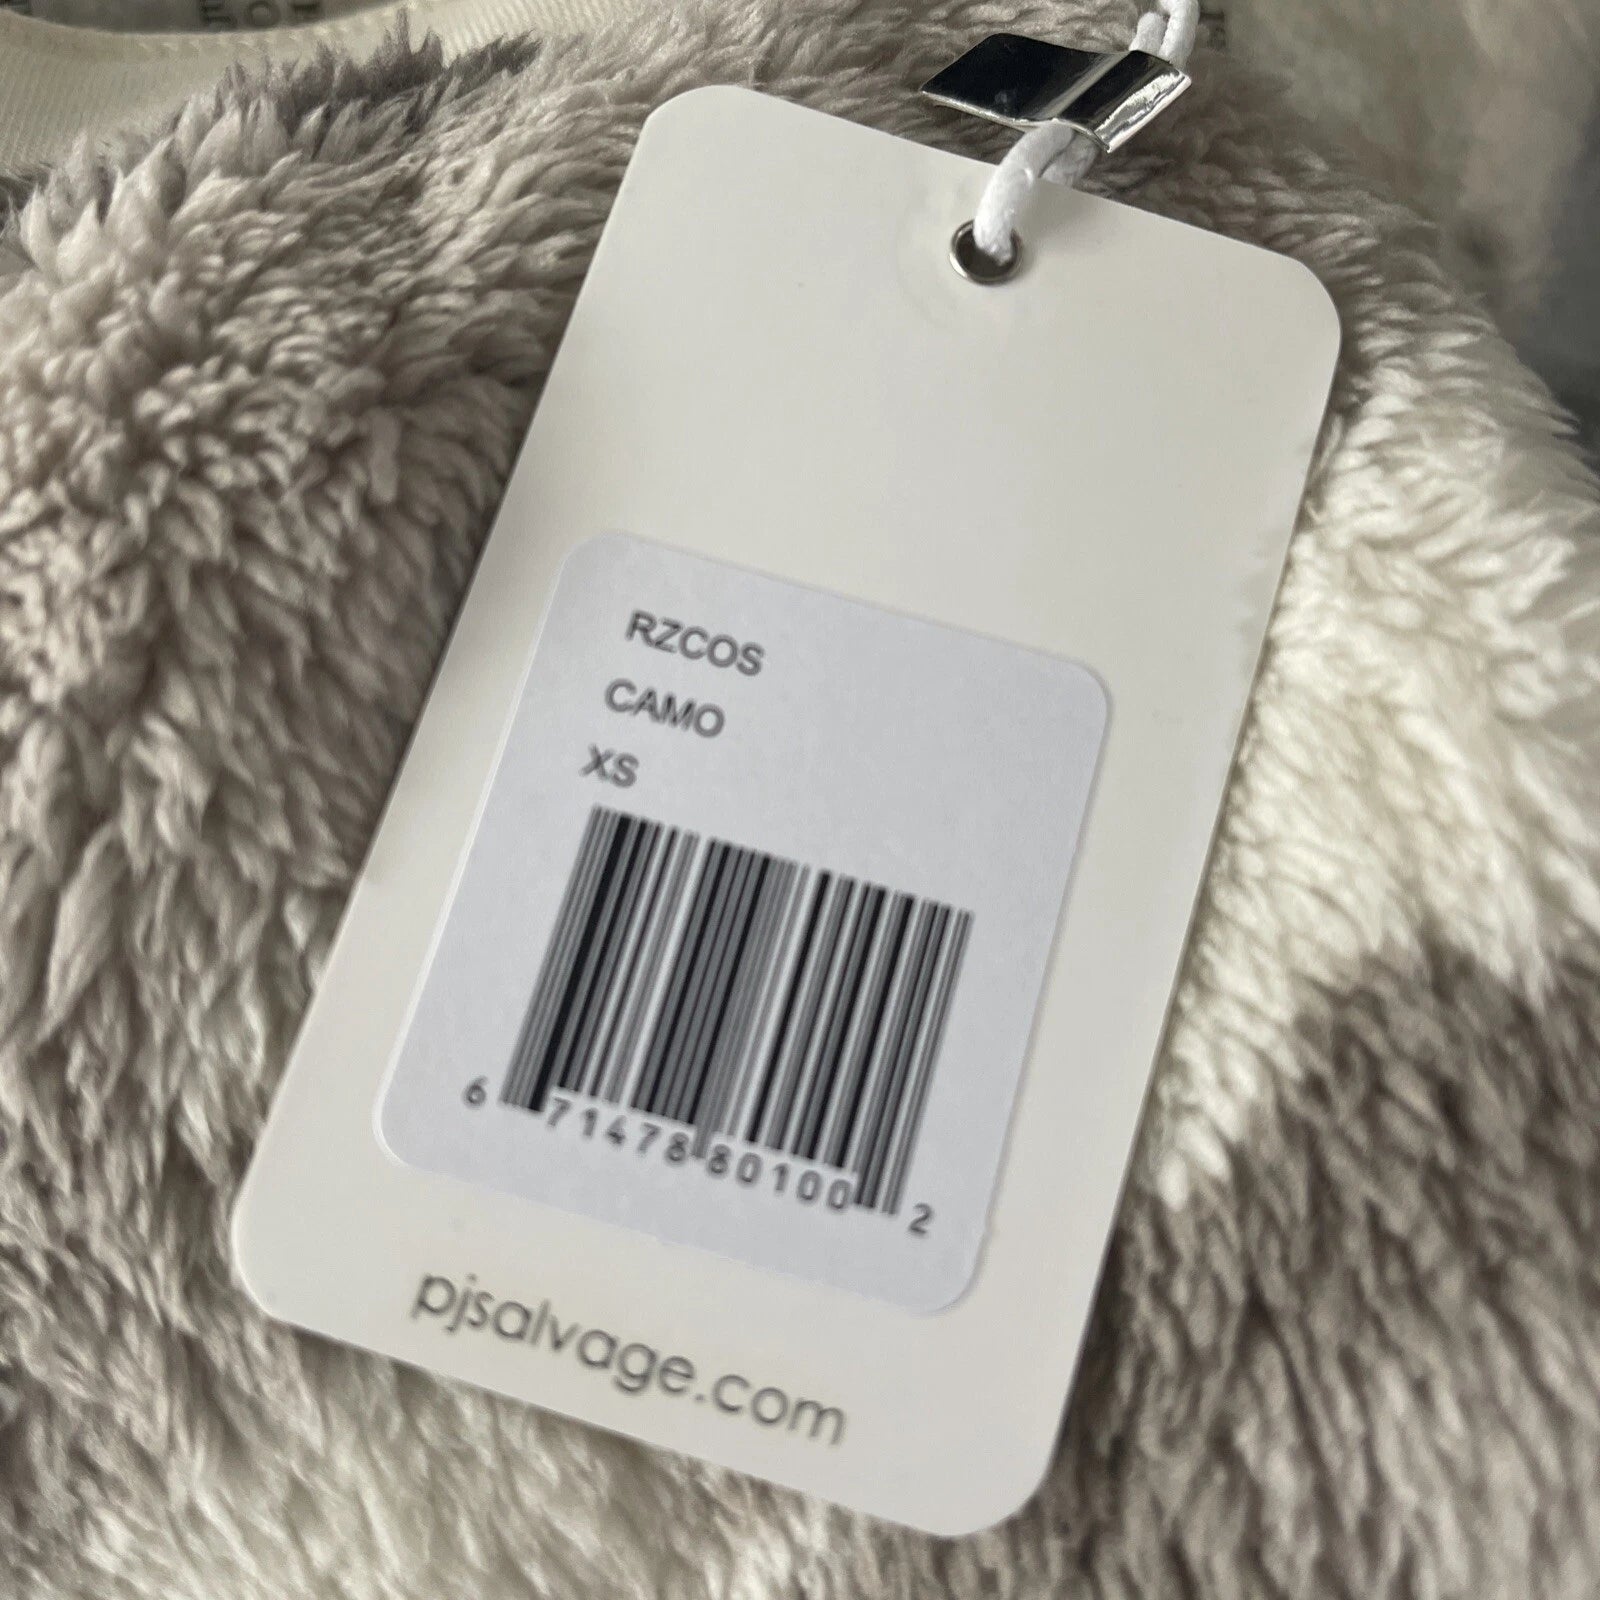 RZCOS
CAMO
XS
6 71478 80100 2
pjsalvage.com